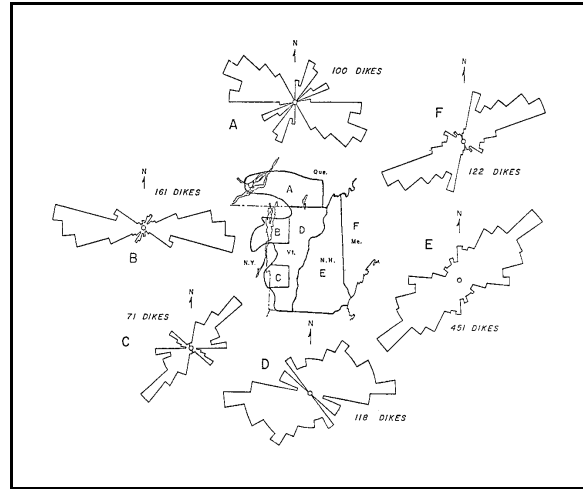 N
100 DIKES
A
N
F
122 DIKES
N
161 DIKES
B
Que.
A
B
D
F
Me.
Vt.
N.Y.
C
N.H.
E
N
E
451 DIKES
N
71 DIKES
C
N
D
118 DIKES